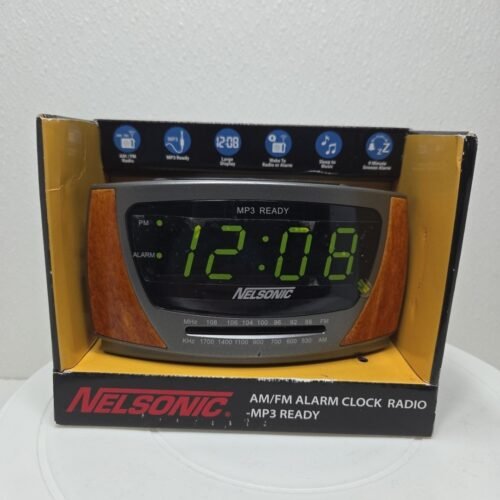 AM / FM Radio
MP3 Ready
12:08
Large Display
Wake To Radio or Alarm
Sleep to Music
9 Minute Snooze Alarm
MP3 READY
PM
ALARM
12:08
NELSONIC
MHz 108 106 104 100 96 92 88 FM
KHz 1700 1400 1100 900 700 600 530 AM
NELSONIC®
AM/FM ALARM CLOCK RADIO
-MP3 READY